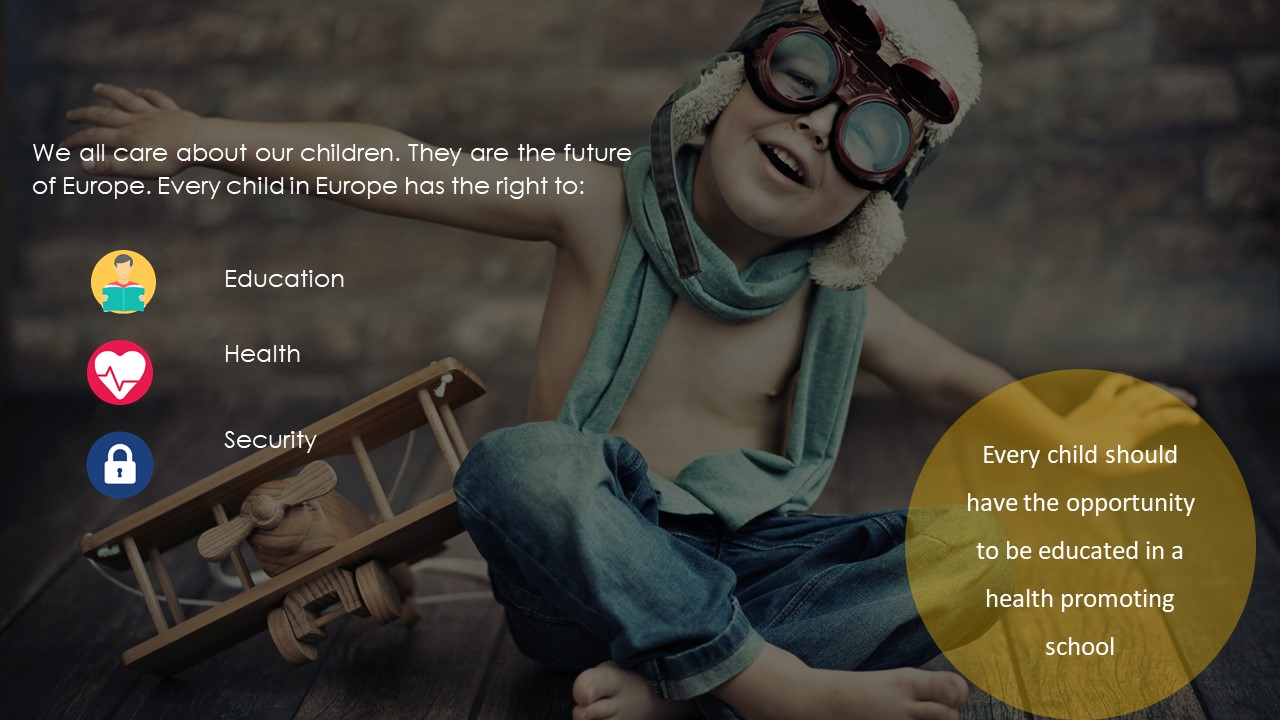 We all care about our children. They are the future
of Europe. Every child in Europe has the right to:
Education
Health
Security
Every child should
have the opportunity
to be educated in a
health promoting
school